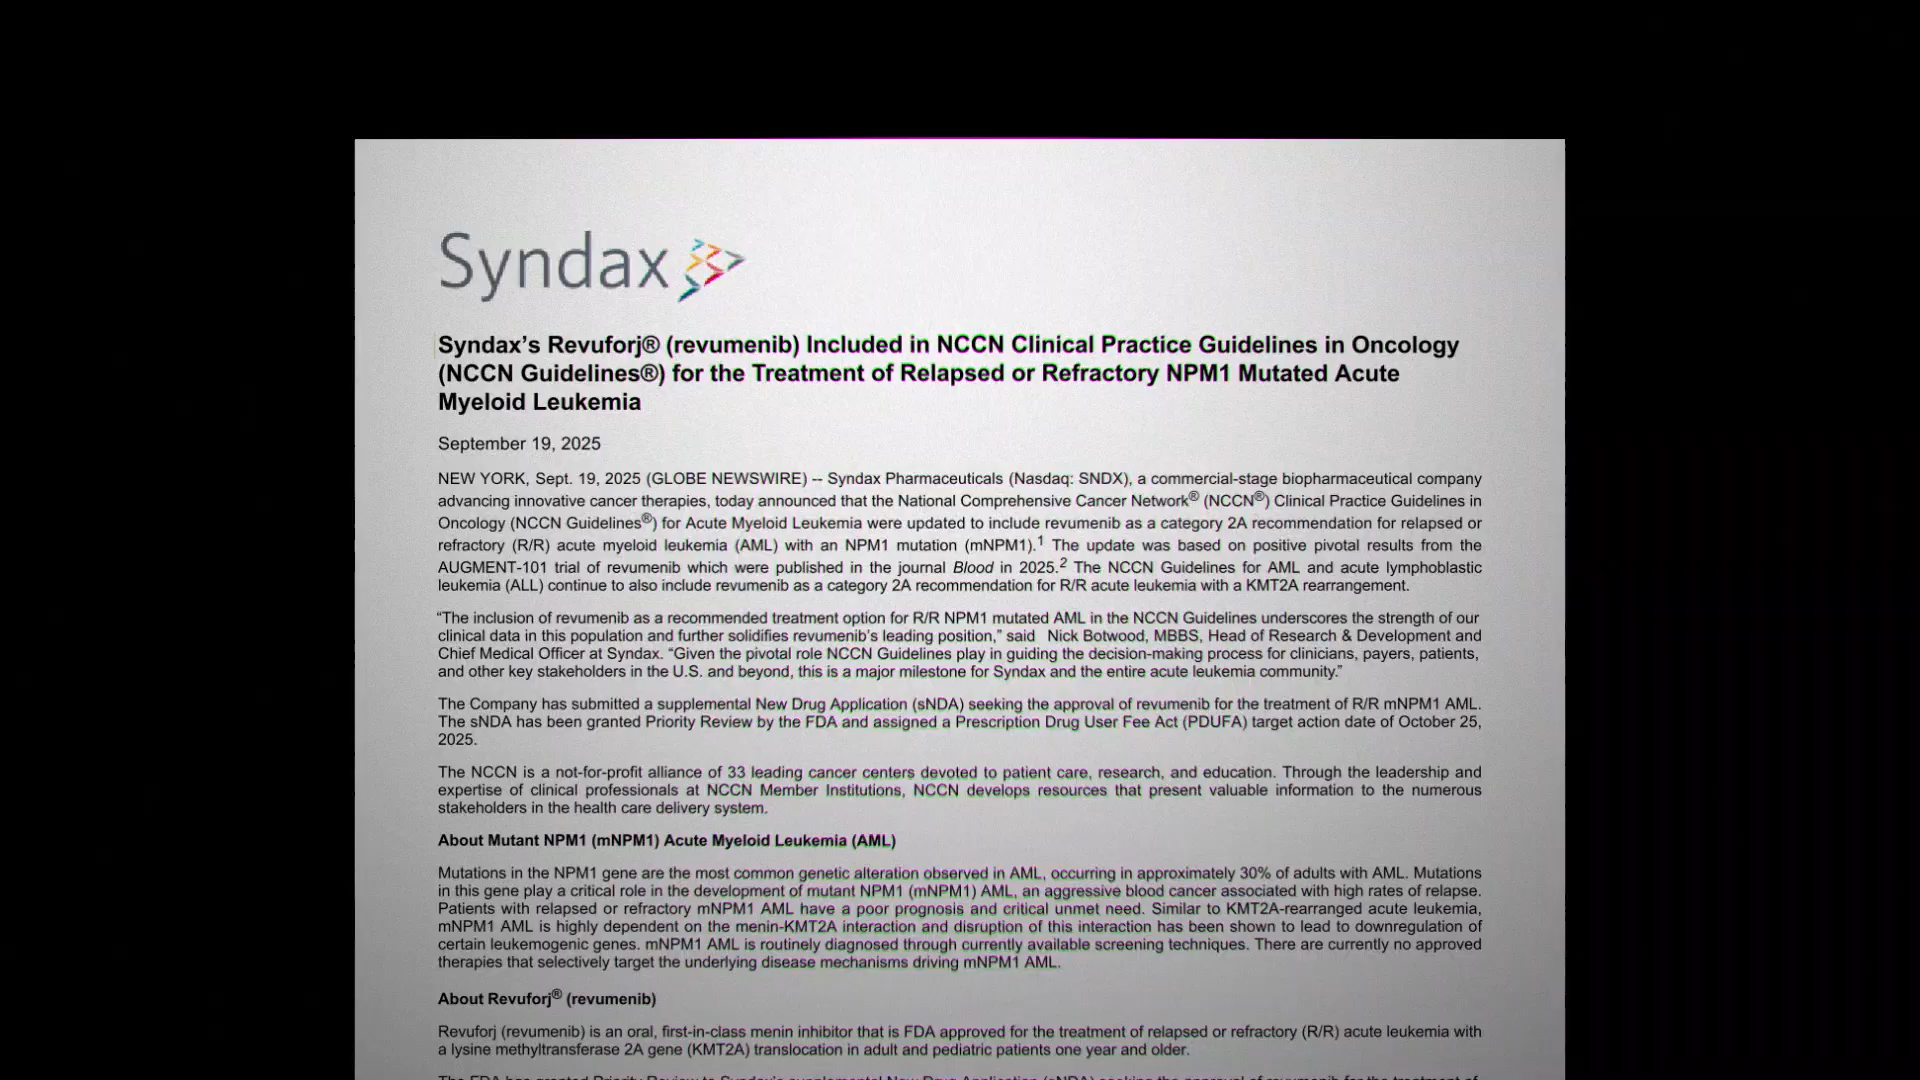 Syndax
Syndax’s Revuforj® (revumenib) Included in NCCN Clinical Practice Guidelines in Oncology
(NCCN Guidelines®) for the Treatment of Relapsed or Refractory NPM1 Mutated Acute
Myeloid Leukemia
September 19, 2025
NEW YORK, Sept. 19, 2025 (GLOBE NEWSWIRE) -- Syndax Pharmaceuticals (Nasdaq: SNDX), a commercial-stage biopharmaceutical company
advancing innovative cancer therapies, today announced that the National Comprehensive Cancer Network® (NCCN®) Clinical Practice Guidelines in
Oncology (NCCN Guidelines®) for Acute Myeloid Leukemia were updated to include revumenib as a category 2A recommendation for relapsed or
refractory (R/R) acute myeloid leukemia (AML) with an NPM1 mutation (mNPM1).1 The update was based on positive pivotal results from the
AUGMENT-101 trial of revumenib which were published in the journal Blood in 2025.2 The NCCN Guidelines for AML and acute lymphoblastic
leukemia (ALL) continue to also include revumenib as a category 2A recommendation for R/R acute leukemia with a KMT2A rearrangement.
“The inclusion of revumenib as a recommended treatment option for R/R NPM1 mutated AML in the NCCN Guidelines underscores the strength of our
clinical data in this population and further solidifies revumenib’s leading position,” said Nick Botwood, MBBS, Head of Research & Development and
Chief Medical Officer at Syndax. “Given the pivotal role NCCN Guidelines play in guiding the decision-making process for clinicians, payers, patients,
and other key stakeholders in the U.S. and beyond, this is a major milestone for Syndax and the entire acute leukemia community.”
The Company has submitted a supplemental New Drug Application (sNDA) seeking the approval of revumenib for the treatment of R/R mNPM1 AML.
The sNDA has been granted Priority Review by the FDA and assigned a Prescription Drug User Fee Act (PDUFA) target action date of October 25,
2025.
The NCCN is a not-for-profit alliance of 33 leading cancer centers devoted to patient care, research, and education. Through the leadership and
expertise of clinical professionals at NCCN Member Institutions, NCCN develops resources that present valuable information to the numerous
stakeholders in the health care delivery system.
About Mutant NPM1 (mNPM1) Acute Myeloid Leukemia (AML)
Mutations in the NPM1 gene are the most common genetic alteration observed in AML, occurring in approximately 30% of adults with AML. Mutations
in this gene play a critical role in the development of mutant NPM1 (mNPM1) AML, an aggressive blood cancer associated with high rates of relapse.
Patients with relapsed or refractory mNPM1 AML have a poor prognosis and critical unmet need. Similar to KMT2A-rearranged acute leukemia,
mNPM1 AML is highly dependent on the menin-KMT2A interaction and disruption of this interaction has been shown to lead to downregulation of
certain leukemogenic genes. mNPM1 AML is routinely diagnosed through currently available screening techniques. There are currently no approved
therapies that selectively target the underlying disease mechanisms driving mNPM1 AML.
About Revuforj® (revumenib)
Revuforj (revumenib) is an oral, first-in-class menin inhibitor that is FDA approved for the treatment of relapsed or refractory (R/R) acute leukemia with
a lysine methyltransferase 2A gene (KMT2A) translocation in adult and pediatric patients one year and older.